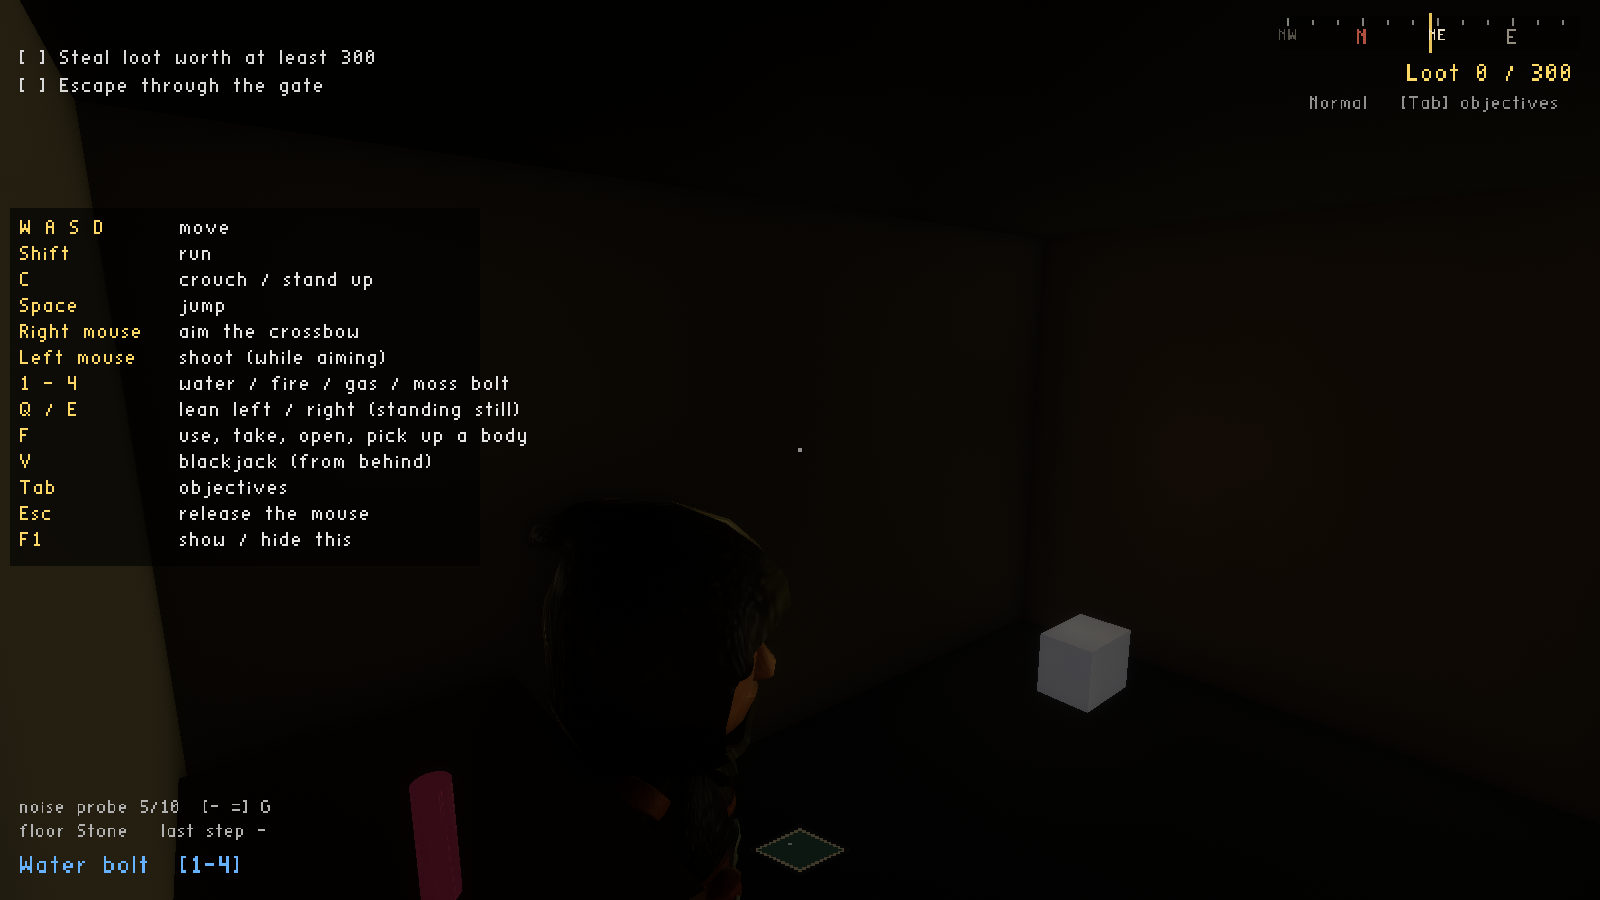 [ ] Steal loot worth at least 300
[ ] Escape through the gate
NW N NE E
Loot 0 / 300
Normal [Tab] objectives
W A S D move
Shift run
C crouch / stand up
Space jump
Right mouse aim the crossbow
Left mouse shoot (while aiming)
1 - 4 water / fire / gas / moss bolt
Q / E lean left / right (standing still)
F use, take, open, pick up a body
V blackjack (from behind)
Tab objectives
Esc release the mouse
F1 show / hide this
noise probe 5/10 [- =] G
floor Stone last step -
Water bolt [1-4]